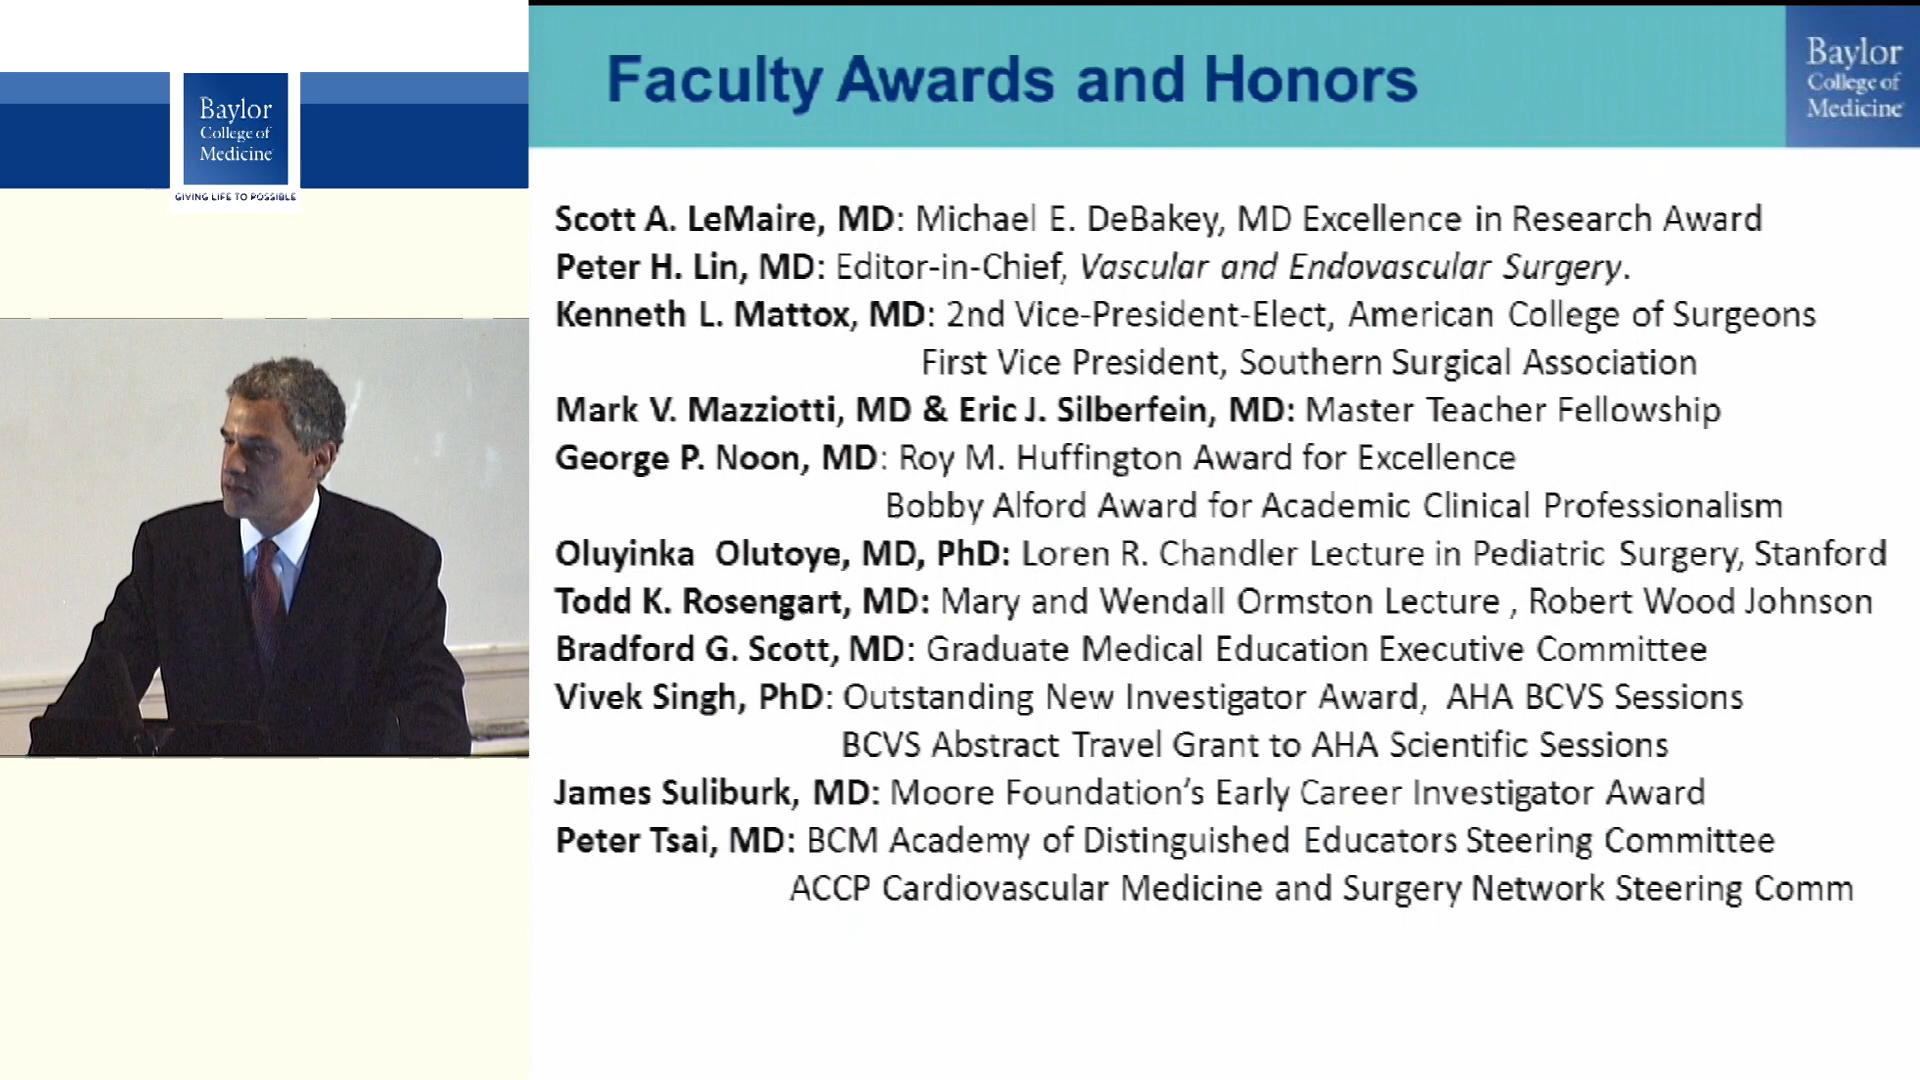 Baylor
College of
Medicine
GIVING LIFE TO POSSIBLE
Faculty Awards and Honors
Baylor
College of
Medicine
Scott A. LeMaire, MD: Michael E. DeBakey, MD Excellence in Research Award
Peter H. Lin, MD: Editor-in-Chief, Vascular and Endovascular Surgery.
Kenneth L. Mattox, MD: 2nd Vice-President-Elect, American College of Surgeons
First Vice President, Southern Surgical Association
Mark V. Mazziotti, MD & Eric J. Silberfein, MD: Master Teacher Fellowship
George P. Noon, MD: Roy M. Huffington Award for Excellence
Bobby Alford Award for Academic Clinical Professionalism
Oluyinka Olutoye, MD, PhD: Loren R. Chandler Lecture in Pediatric Surgery, Stanford
Todd K. Rosengart, MD: Mary and Wendall Ormston Lecture , Robert Wood Johnson
Bradford G. Scott, MD: Graduate Medical Education Executive Committee
Vivek Singh, PhD: Outstanding New Investigator Award, AHA BCVS Sessions
BCVS Abstract Travel Grant to AHA Scientific Sessions
James Suliburk, MD: Moore Foundation’s Early Career Investigator Award
Peter Tsai, MD: BCM Academy of Distinguished Educators Steering Committee
ACCP Cardiovascular Medicine and Surgery Network Steering Comm